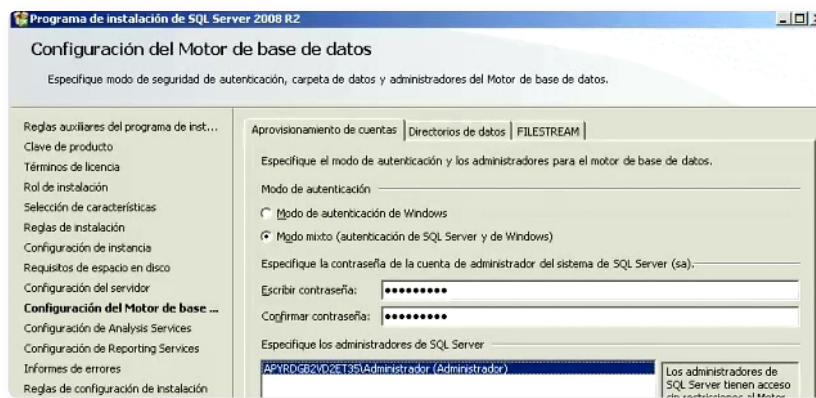 Programa de instalación de SQL Server 2008 R2
Configuración del Motor de base de datos
Especifique modo de seguridad de autenticación, carpeta de datos y administradores del Motor de base de datos.
Reglas auxiliares del programa de inst...
Clave de producto
Términos de licencia
Rol de instalación
Selección de características
Reglas de instalación
Configuración de instancia
Requisitos de espacio en disco
Configuración del servidor
Configuración del Motor de base ...
Configuración de Analysis Services
Configuración de Reporting Services
Informes de errores
Reglas de configuración de instalación
Aprovisionamiento de cuentas Directorios de datos FILESTREAM
Especifique el modo de autenticación y los administradores para el motor de base de datos.
Modo de autenticación
Modo de autenticación de Windows
Modo mixto (autenticación de SQL Server y de Windows)
Especifique la contraseña de la cuenta de administrador del sistema de SQL Server (sa).
Escribir contraseña: ●●●●●●●●●
Confirmar contraseña: ●●●●●●●●●
Especifique los administradores de SQL Server
APYRDGB2VD2ET35\Administrador (Administrador)
Los administradores de
SQL Server tienen acceso
sin restricciones al Motor